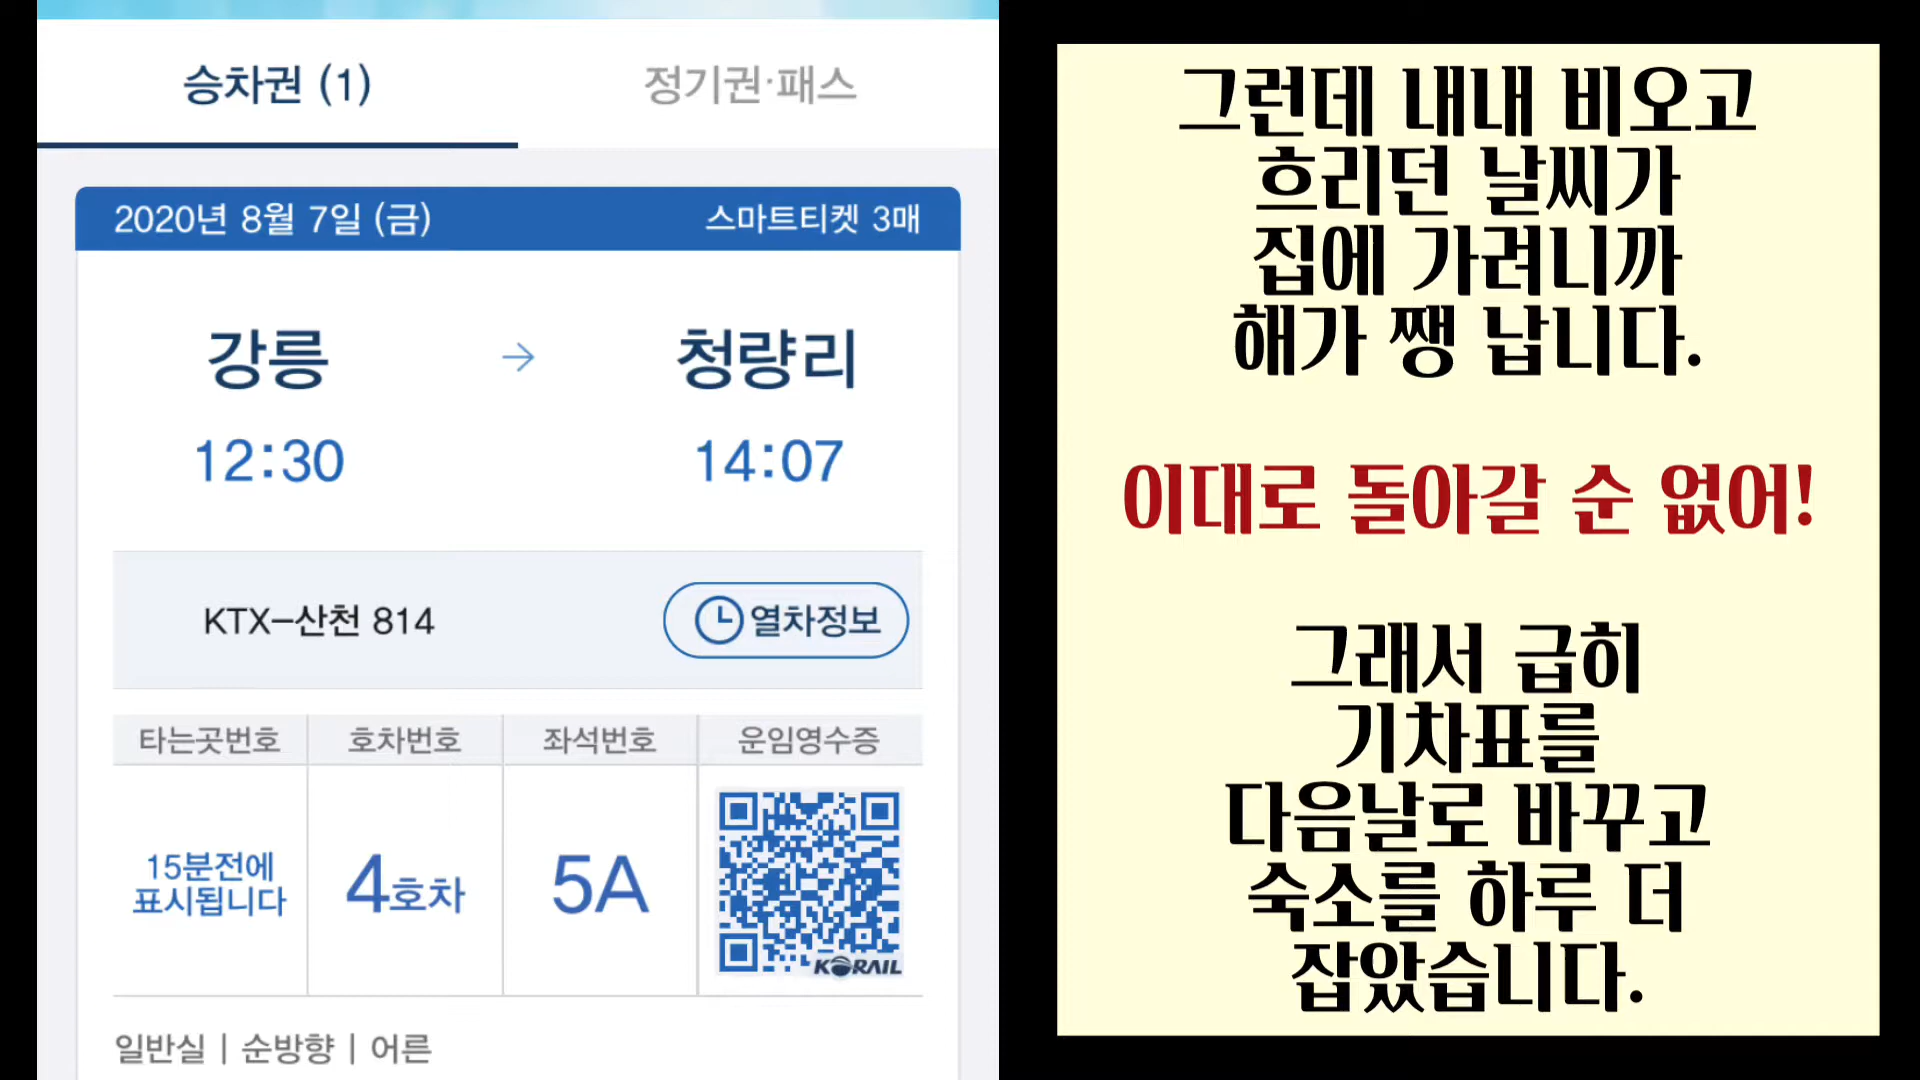 승차권 (1)
정기권·패스
2020년 8월 7일 (금)
스마트티켓 3매
강릉 → 청량리
12:30
14:07
KTX-산천 814
열차정보
타는곳번호
호차번호
좌석번호
운임영수증
15분전에
표시됩니다
4호차
5A
KORAIL
일반실 | 순방향 | 어른
그런데 내내 비오고
흐리던 날씨가
집에 가려니까
해가 쨍 납니다.
이대로 돌아갈 순 없어!
그래서 급히
기차표를
다음날로 바꾸고
숙소를 하루 더
잡았습니다.